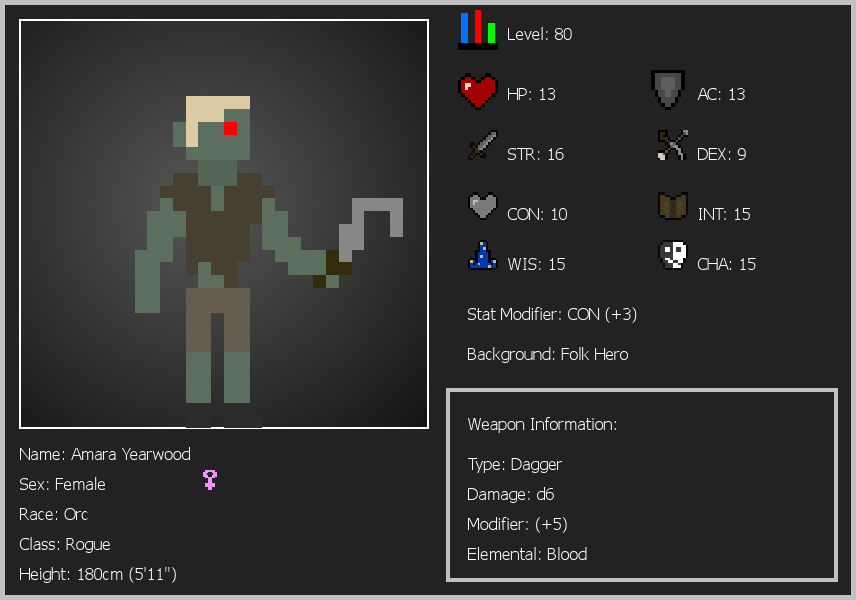 Level: 80
HP: 13
AC: 13
STR: 16
DEX: 9
CON: 10
INT: 15
WIS: 15
CHA: 15
Stat Modifier: CON (+3)
Background: Folk Hero
Weapon Information:
Type: Dagger
Damage: d6
Modifier: (+5)
Elemental: Blood
Name: Amara Yearwood
Sex: Female
Race: Orc
Class: Rogue
Height: 180cm (5'11")